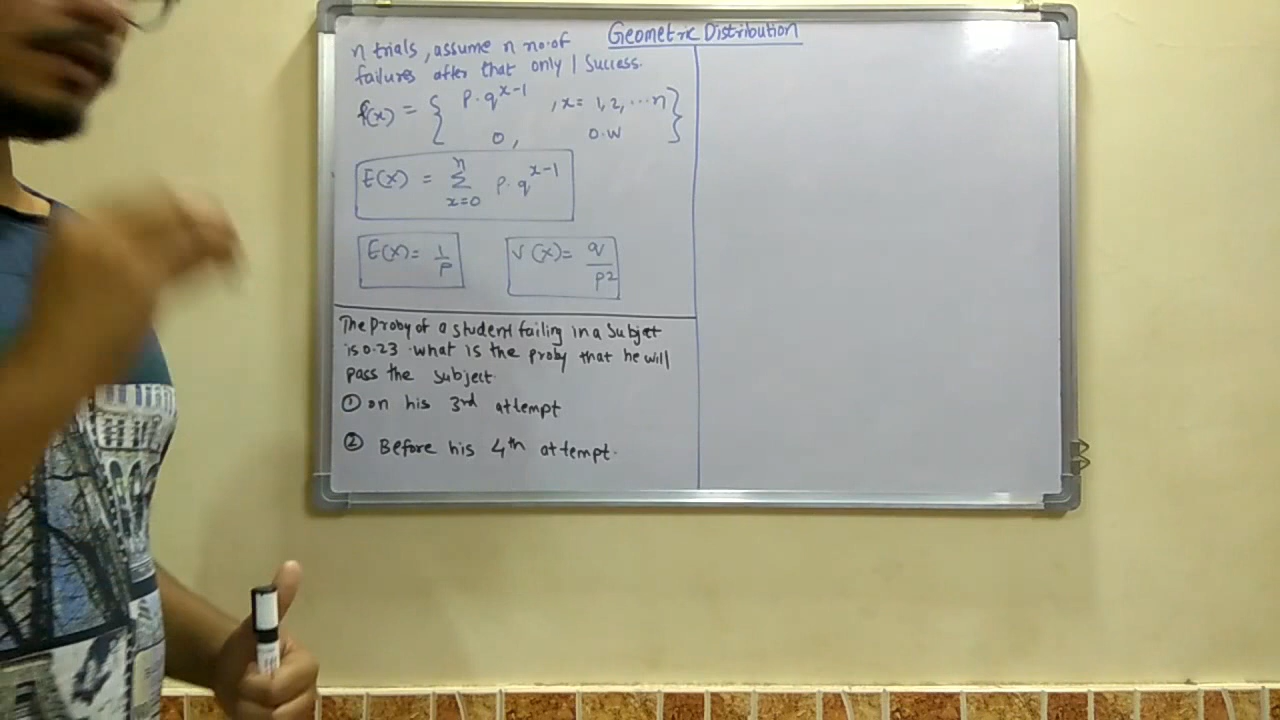 Geometric Distribution
n trials, assume n no.of
failures after that only 1 Success.
f(x) = { p.q^x-1 , x = 1, 2, ... n }
0, 0.W
E(x) = n Σ x=0 p.q^x-1
E(x) = 1/p V(x) = q/p2
The Proby of a student failing in a Subject
is 0.23 .what is the proby that he will
pass the subject.
① on his 3rd attempt
② Before his 4th attempt.